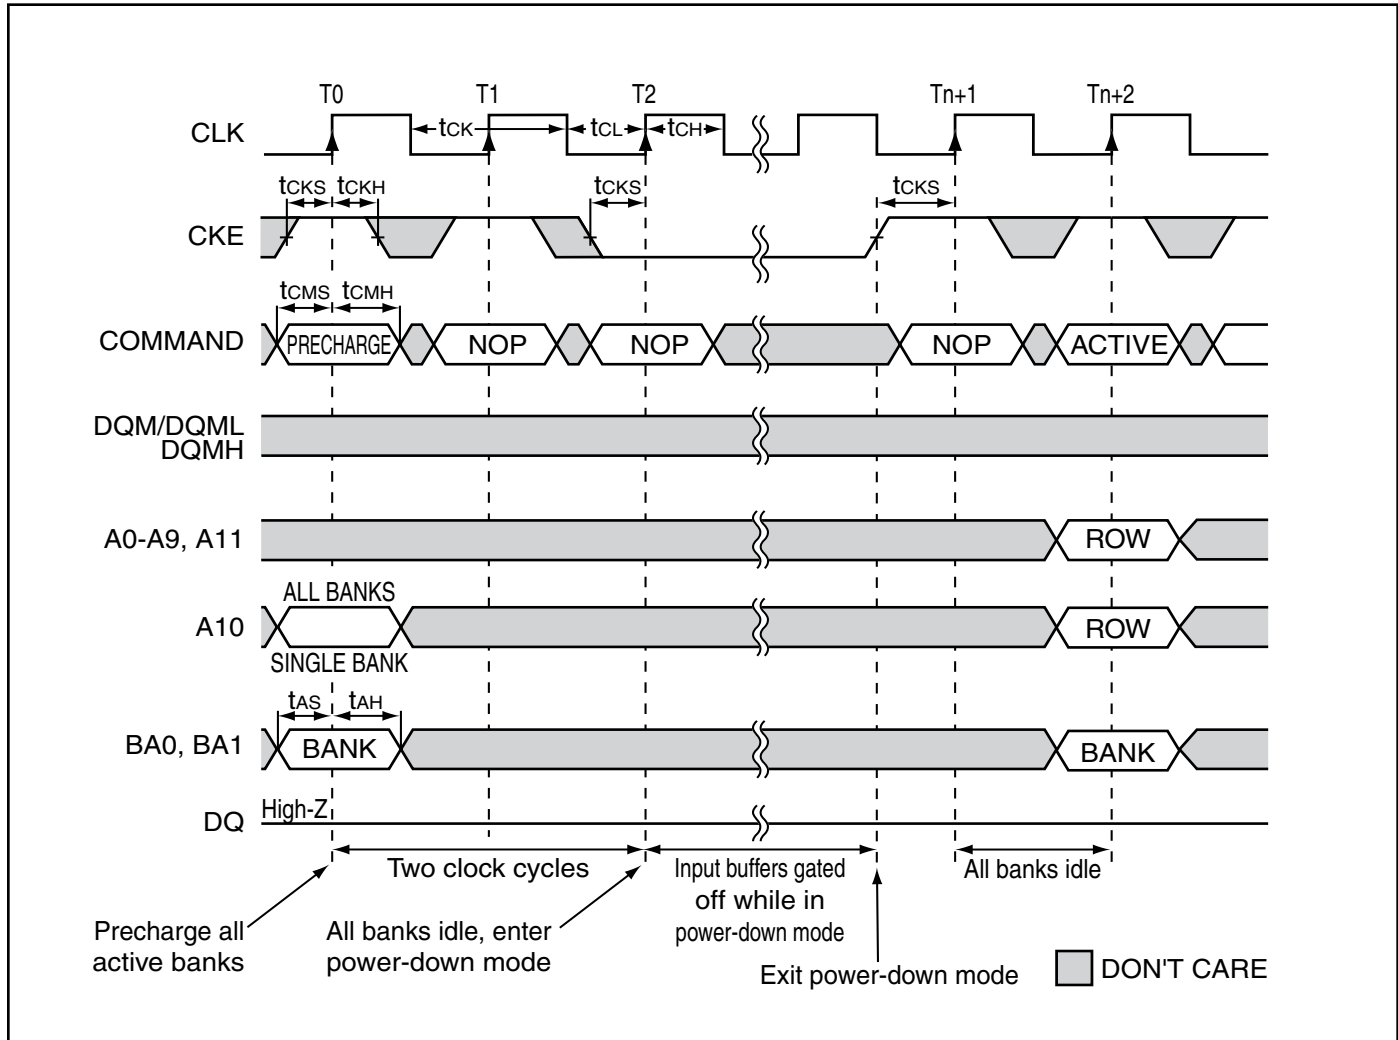 T0 T1 T2 Tn+1 Tn+2
CLK tCK tCL tCH
tCKS tCKH tCKS tCKS
CKE
tCMS tCMH
COMMAND PRECHARGE NOP NOP NOP ACTIVE
DQM/DQML
DQMH
A0-A9, A11 ROW
ALL BANKS
A10 ROW
SINGLE BANK
tAS tAH
BA0, BA1 BANK BANK
DQ High-Z
Two clock cycles
Input buffers gated
off while in
power-down mode
All banks idle
Precharge all
active banks
All banks idle, enter
power-down mode
Exit power-down mode
DON'T CARE